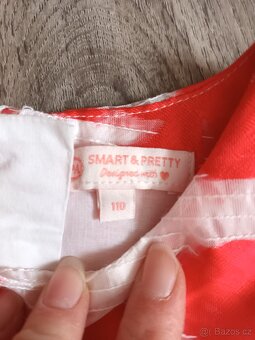 SMART & PRETTY
Designed with ♥
110
© Bazos.cz